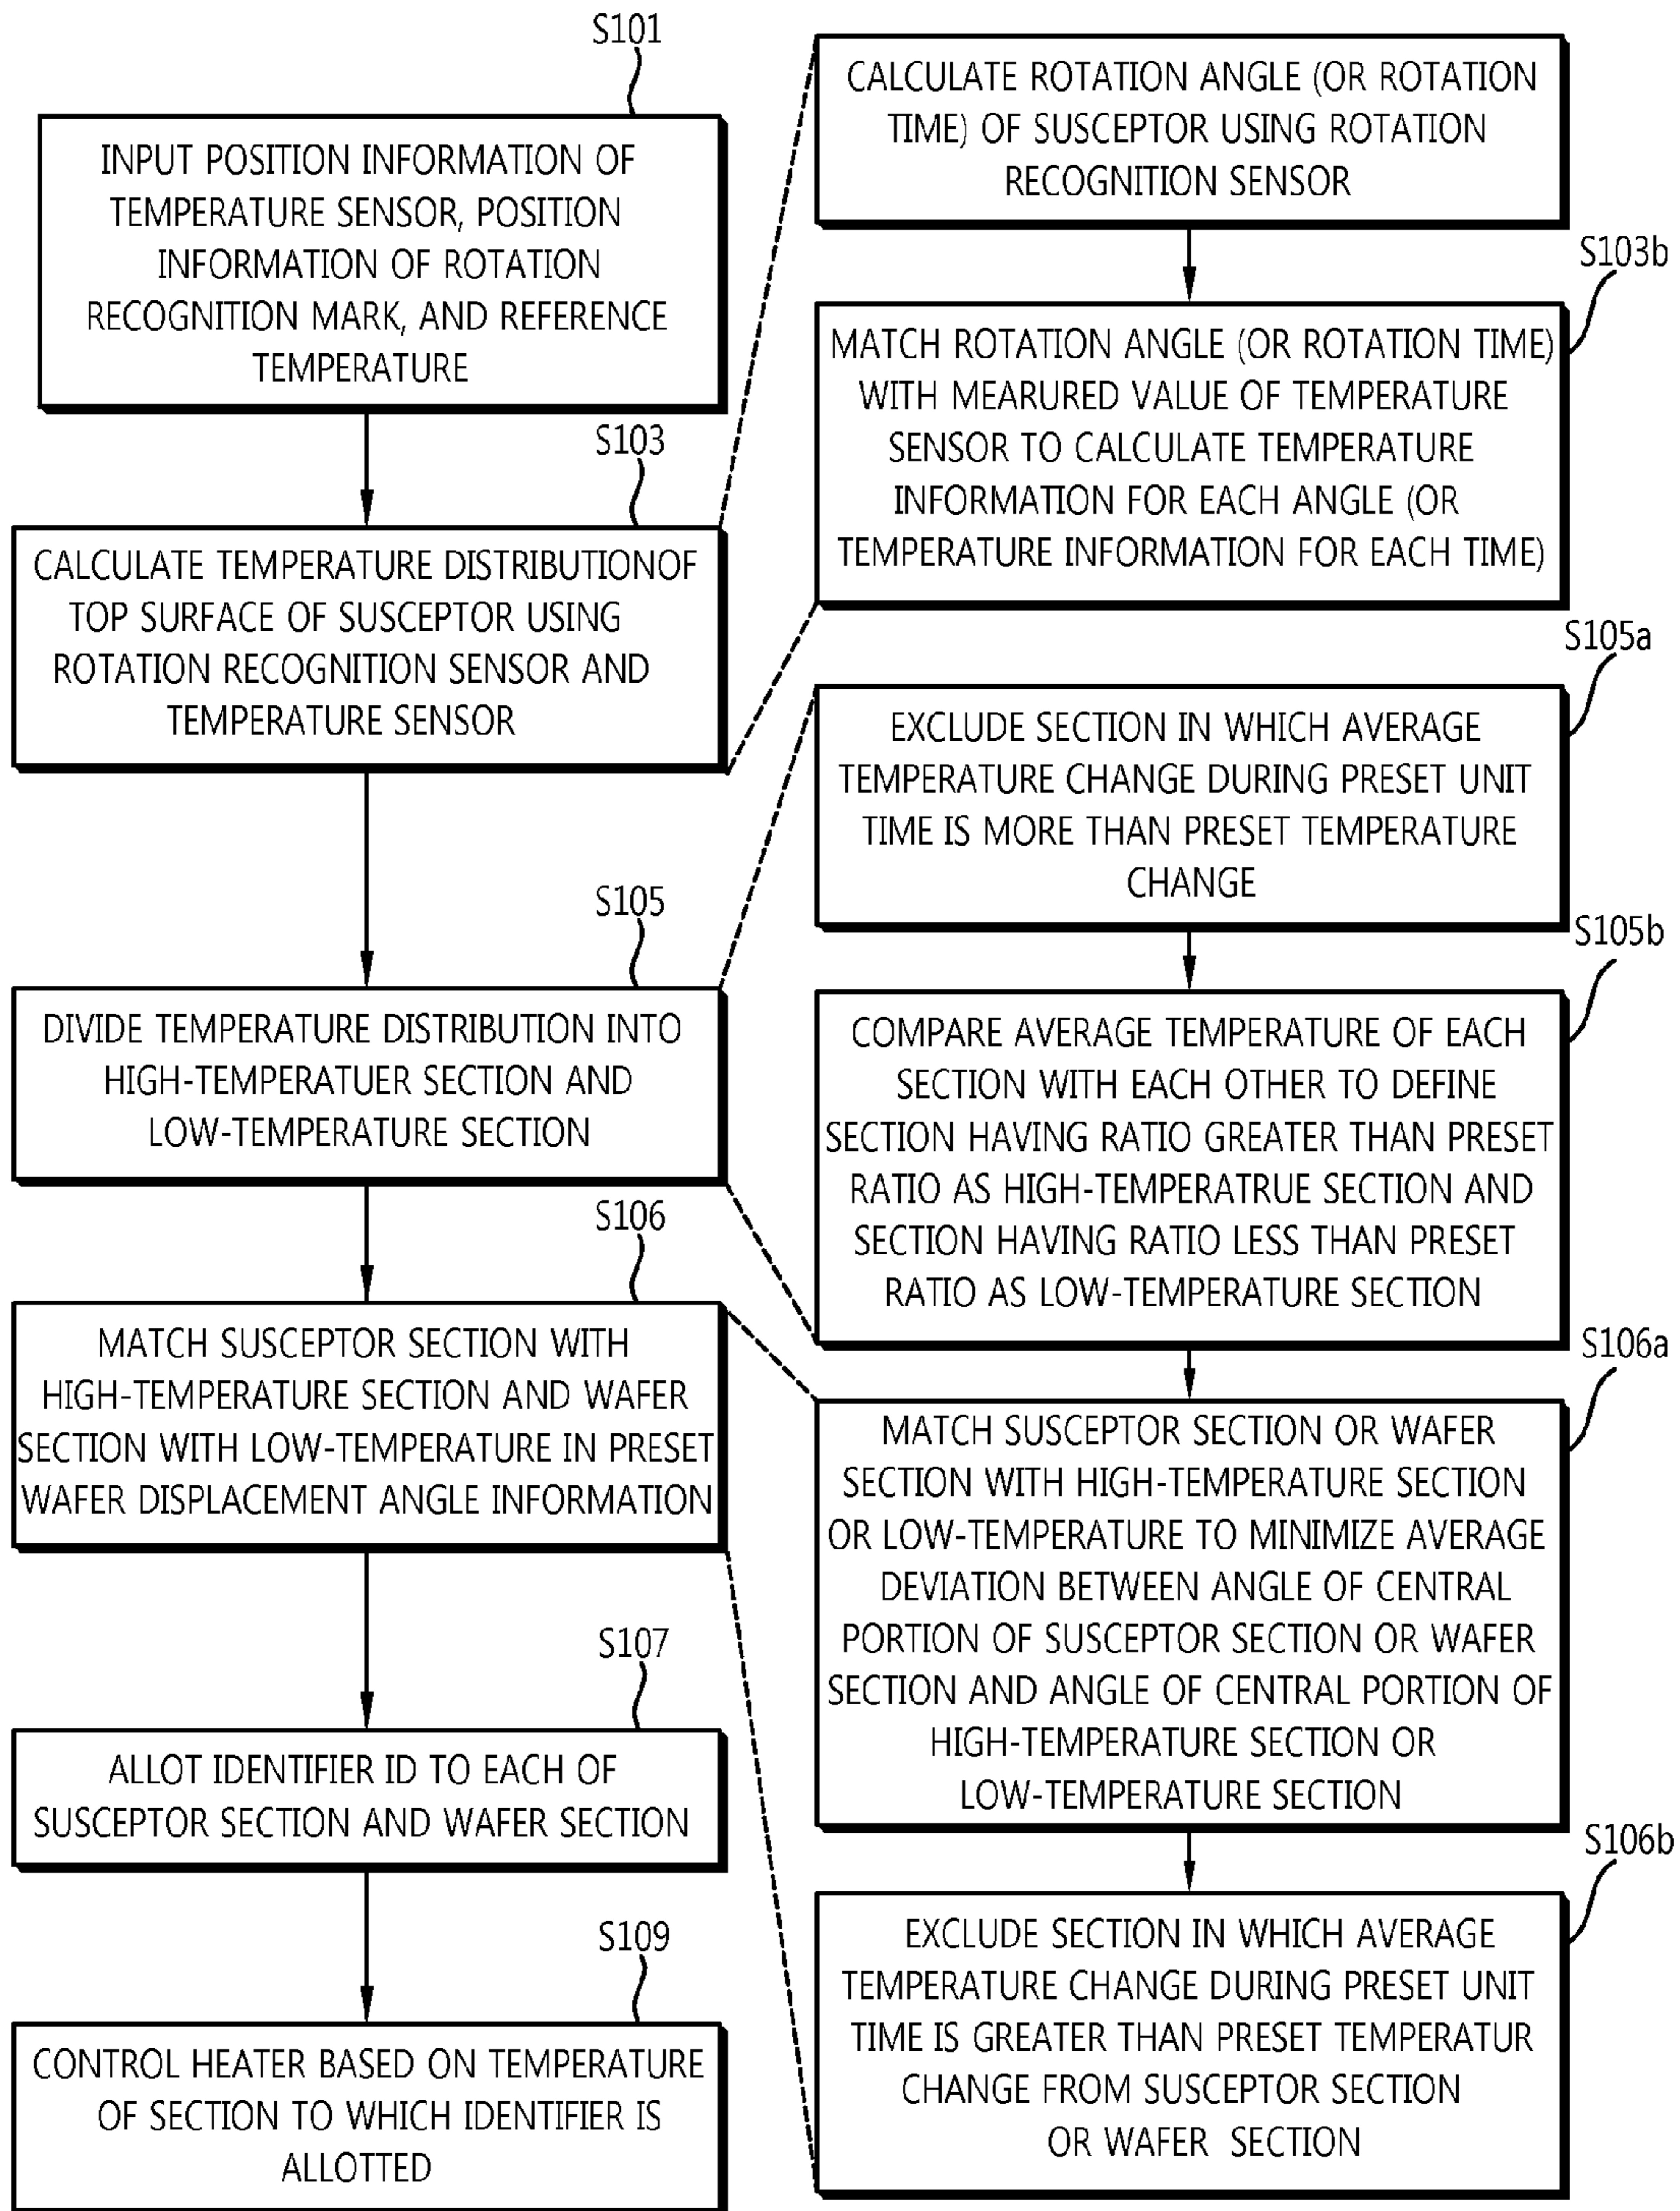 S101
INPUT POSITION INFORMATION OF
TEMPERATURE SENSOR, POSITION
INFORMATION OF ROTATION
RECOGNITION MARK, AND REFERENCE
TEMPERATURE
S103
CALCULATE TEMPERATURE DISTRIBUTIONOF
TOP SURFACE OF SUSCEPTOR USING
ROTATION RECOGNITION SENSOR AND
TEMPERATURE SENSOR
S105
DIVIDE TEMPERATURE DISTRIBUTION INTO
HIGH-TEMPERATUER SECTION AND
LOW-TEMPERATURE SECTION
S106
MATCH SUSCEPTOR SECTION WITH
HIGH-TEMPERATURE SECTION AND WAFER
SECTION WITH LOW-TEMPERATURE IN PRESET
WAFER DISPLACEMENT ANGLE INFORMATION
S107
ALLOT IDENTIFIER ID TO EACH OF
SUSCEPTOR SECTION AND WAFER SECTION
S109
CONTROL HEATER BASED ON TEMPERATURE
OF SECTION TO WHICH IDENTIFIER IS
ALLOTTED
CALCULATE ROTATION ANGLE (OR ROTATION
TIME) OF SUSCEPTOR USING ROTATION
RECOGNITION SENSOR
S103b
MATCH ROTATION ANGLE (OR ROTATION TIME)
WITH MEARURED VALUE OF TEMPERATURE
SENSOR TO CALCULATE TEMPERATURE
INFORMATION FOR EACH ANGLE (OR
TEMPERATURE INFORMATION FOR EACH TIME)
S105a
EXCLUDE SECTION IN WHICH AVERAGE
TEMPERATURE CHANGE DURING PRESET UNIT
TIME IS MORE THAN PRESET TEMPERATURE
CHANGE
S105b
COMPARE AVERAGE TEMPERATURE OF EACH
SECTION WITH EACH OTHER TO DEFINE
SECTION HAVING RATIO GREATER THAN PRESET
RATIO AS HIGH-TEMPERATRUE SECTION AND
SECTION HAVING RATIO LESS THAN PRESET
RATIO AS LOW-TEMPERATURE SECTION
S106a
MATCH SUSCEPTOR SECTION OR WAFER
SECTION WITH HIGH-TEMPERATURE SECTION
OR LOW-TEMPERATURE TO MINIMIZE AVERAGE
DEVIATION BETWEEN ANGLE OF CENTRAL
PORTION OF SUSCEPTOR SECTION OR WAFER
SECTION AND ANGLE OF CENTRAL PORTION OF
HIGH-TEMPERATURE SECTION OR
LOW-TEMPERATURE SECTION
S106b
EXCLUDE SECTION IN WHICH AVERAGE
TEMPERATURE CHANGE DURING PRESET UNIT
TIME IS GREATER THAN PRESET TEMPERATUR
CHANGE FROM SUSCEPTOR SECTION
OR WAFER SECTION